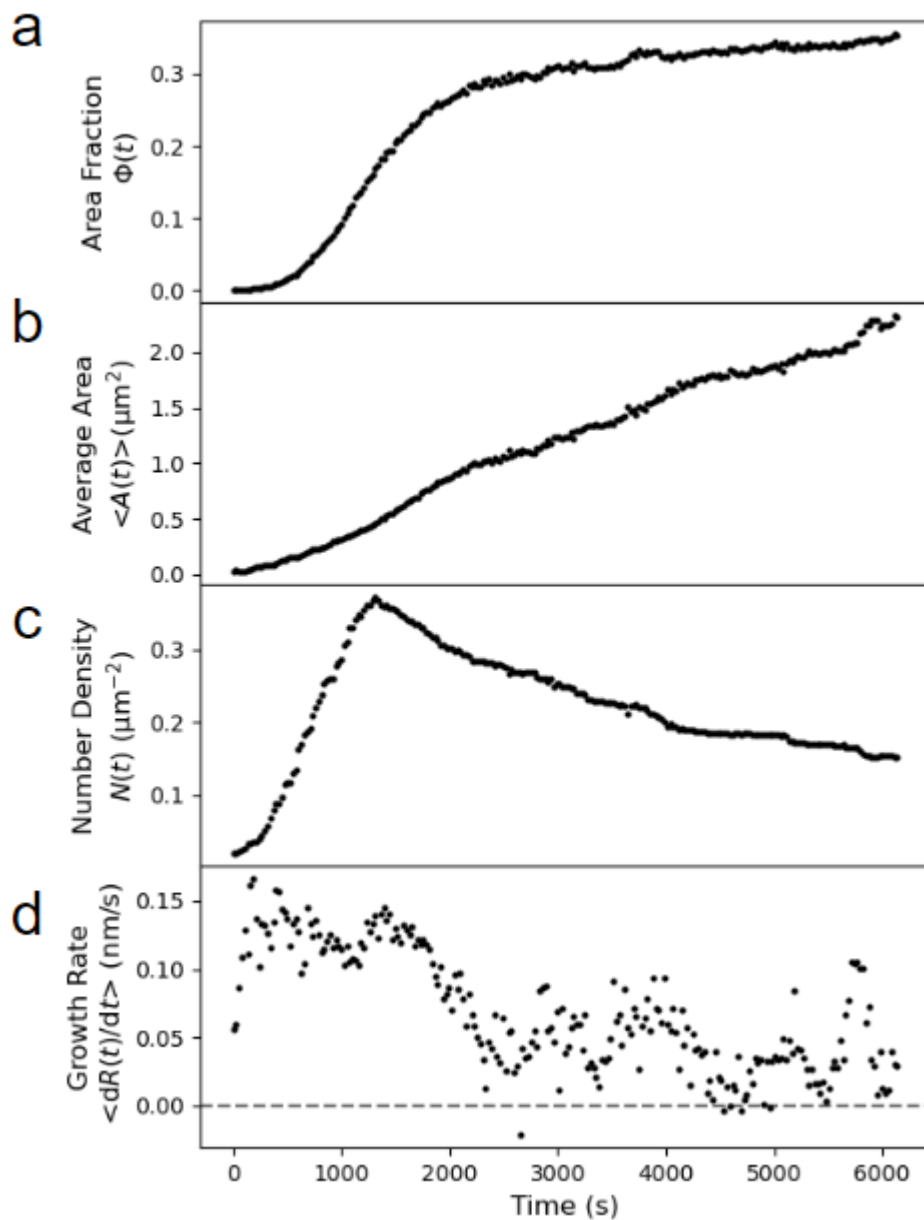 a
Area Fraction
Φ(t)
0.3
0.2
0.1
0.0
b
Average Area
<A(t)>(μm²)
2.0
1.5
1.0
0.5
0.0
c
Number Density
N(t) (μm⁻²)
0.3
0.2
0.1
d
Growth Rate
<dR(t)/dt> (nm/s)
0.15
0.10
0.05
0.00
0 1000 2000 3000 4000 5000 6000
Time (s)